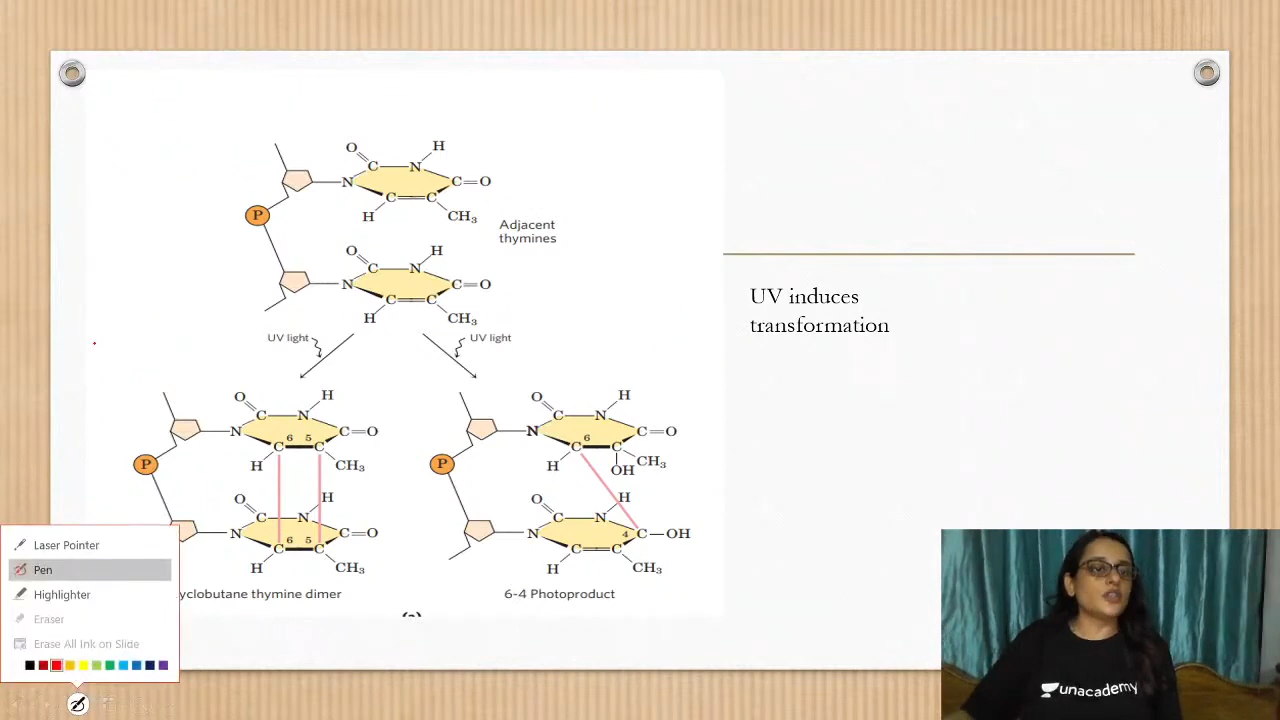 O
H
C
N
N
C=O
C
C
H
CH3
P
Adjacent
thymines
O
H
C
N
N
C=O
C
C
H
CH3
UV light
UV light
UV induces
transformation
O
H
C
N
N
6
5
C=O
C
C
H
CH3
P
O
H
C
N
N
6
5
C=O
C
C
H
CH3
yclobutane thymine dimer
O
H
C
N
N
6
C=O
C
C
H
OH
CH3
P
O
H
C
N
N
4
C—OH
C
C
H
CH3
6-4 Photoproduct
Laser Pointer
Pen
Highlighter
Eraser
Erase All Ink on Slide
unacademy